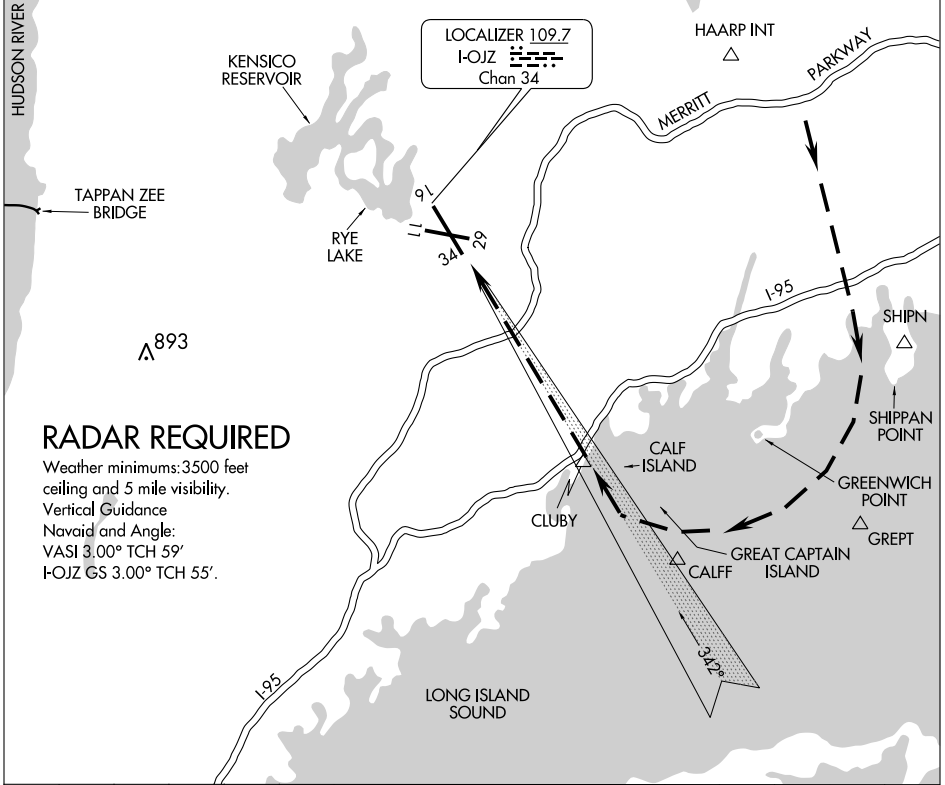 HUDSON RIVER
LOCALIZER 109.7
I-OJZ
Chan 34
HAARP INT
KENSICO
RESERVOIR
MERRITT
PARKWAY
TAPPAN ZEE
BRIDGE
RYE
LAKE
16
11
29
34
I-95
SHIPN
893
SHIPPAN
POINT
RADAR REQUIRED
Weather minimums: 3500 feet
ceiling and 5 mile visibility.
Vertical Guidance
Navaid and Angle:
VASI 3.00° TCH 59'
I-OJZ GS 3.00° TCH 55'.
CALF
ISLAND
GREENWICH
POINT
CLUBY
GREPT
GREAT CAPTAIN
ISLAND
CALFF
342°
I-95
LONG ISLAND
SOUND